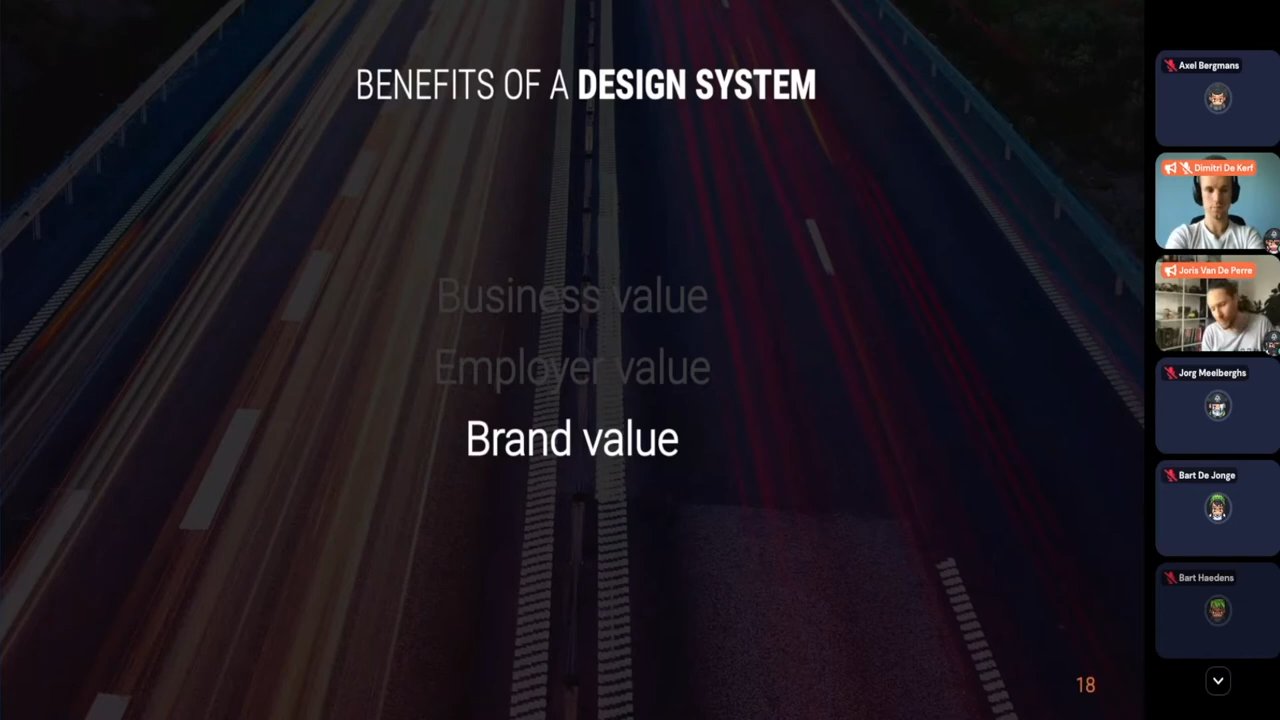 BENEFITS OF A DESIGN SYSTEM
Business value
Employer value
Brand value
18
Axel Bergmans
Dimitri De Kerf
Joris Van De Perre
Jorg Meelberghs
Bart De Jonge
Bart Haedens